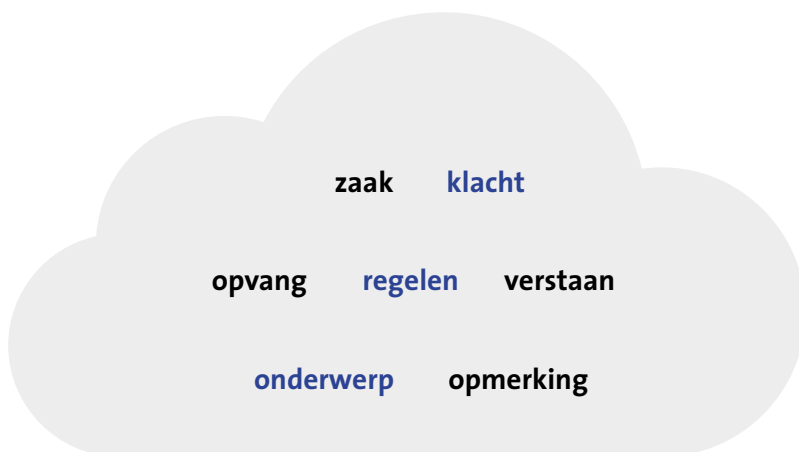 zaak klacht
opvang regelen verstaan
onderwerp opmerking